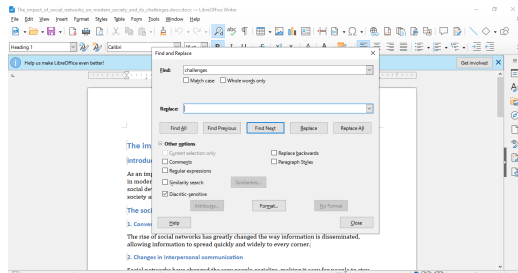 The_impact_of_social_networks_on_modern_society_and_its_challenges.docx.docx — LibreOffice Writer
File Edit View Insert Format Styles Table Form Tools Window Help
Heading 1
Calibri
Help us make LibreOffice even better!
Get involved
Find and Replace
Find:
challenges
Match case
Whole words only
Replace:
Find All
Find Previous
Find Next
Replace
Replace All
Other options
Current selection only
Replace backwards
Comments
Paragraph Styles
Regular expressions
Similarity search
Similarities...
Diacritic-sensitive
Attributes...
Format...
No Format
Help
Close
The im
Introdu
As an im
in moder
social de
society a
The soci
1. Conver
The rise of social networks has greatly changed the way information is disseminated,
allowing information to spread quickly and widely to every corner.
2. Changes in interpersonal communication